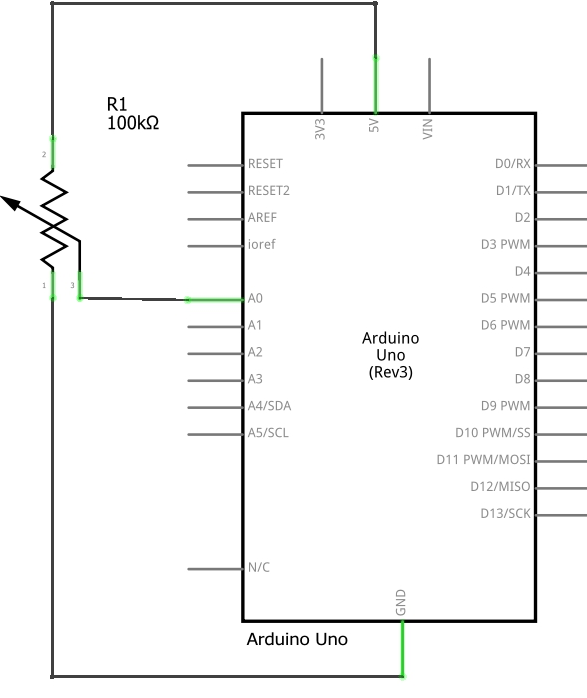 R1
100kΩ
2
1
3
3V3
5V
VIN
RESET
RESET2
AREF
ioref
A0
A1
A2
A3
A4/SDA
A5/SCL
N/C
Arduino
Uno
(Rev3)
D0/RX
D1/TX
D2
D3 PWM
D4
D5 PWM
D6 PWM
D7
D8
D9 PWM
D10 PWM/SS
D11 PWM/MOSI
D12/MISO
D13/SCK
GND
Arduino Uno